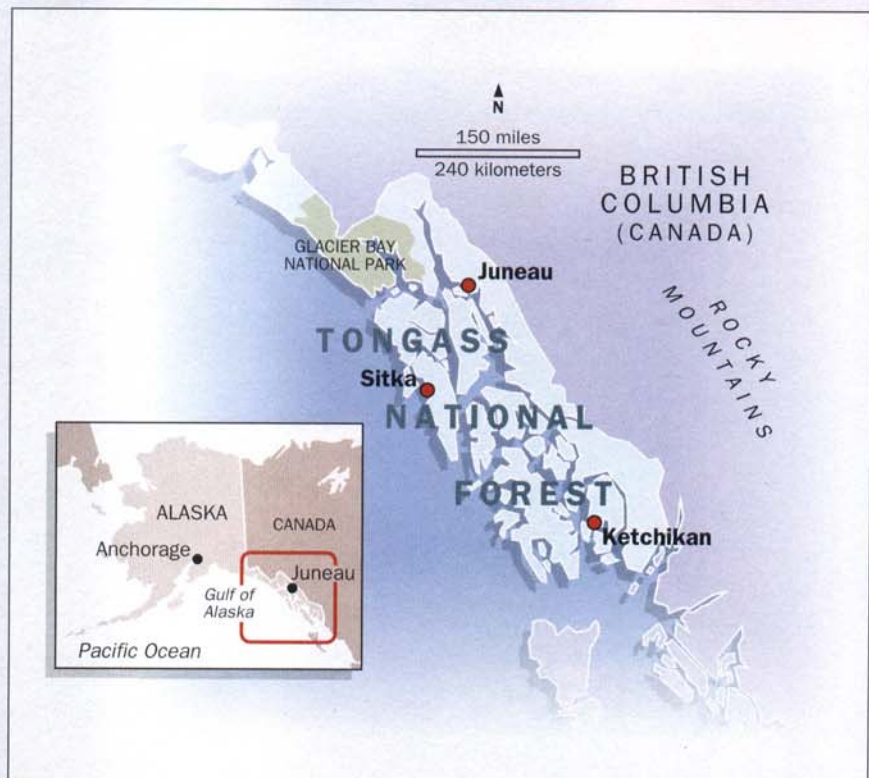 N
150 miles
240 kilometers
BRITISH
COLUMBIA
(CANADA)
GLACIER BAY
NATIONAL PARK
Juneau
ROCKY
MOUNTAINS
TONGASS
Sitka
NATIONAL
FOREST
Ketchikan
ALASKA
CANADA
Anchorage
Juneau
Gulf of
Alaska
Pacific Ocean